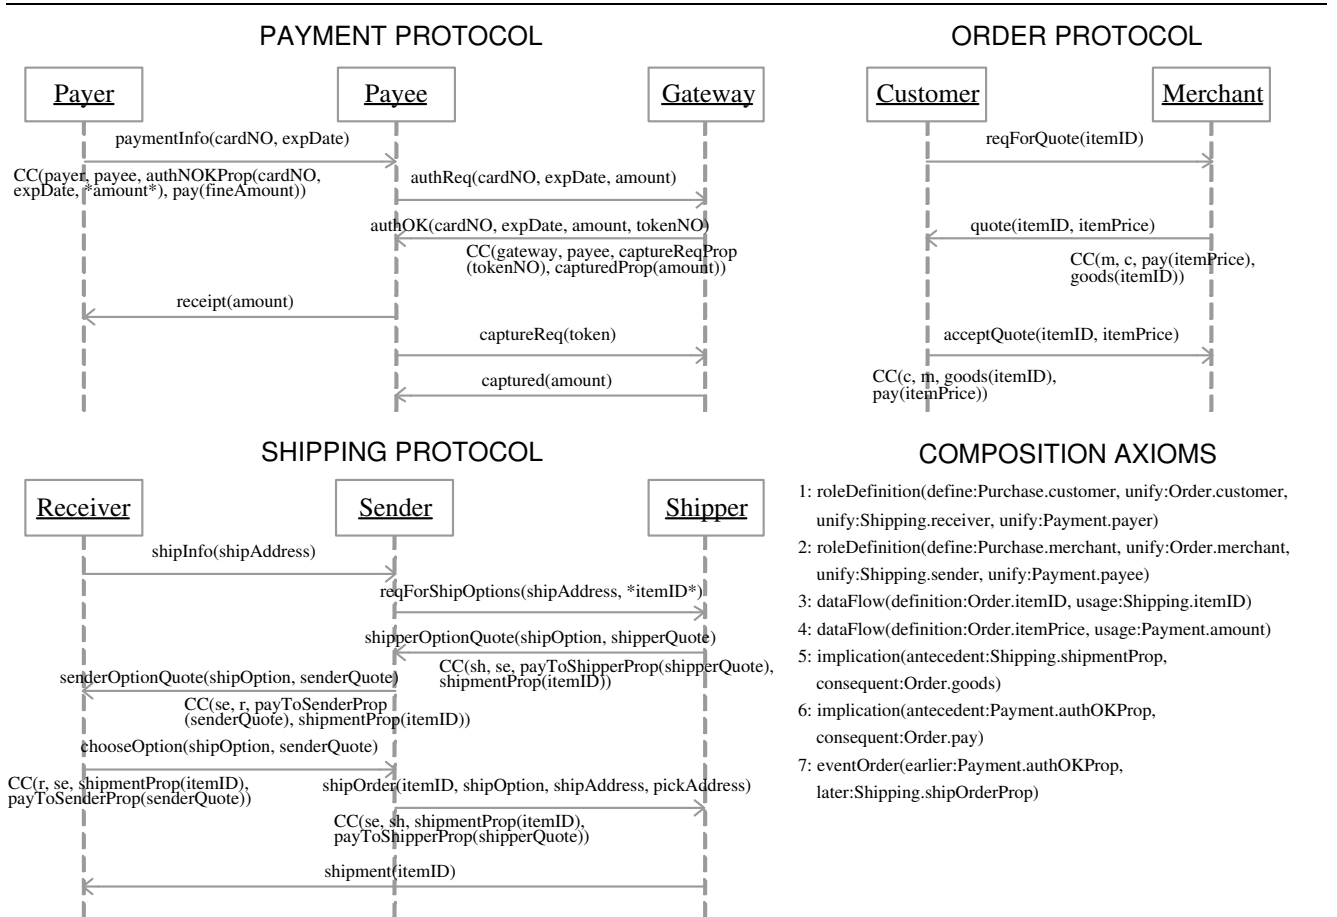 PAYMENT PROTOCOL
Payer
Payee
Gateway
paymentInfo(cardNO, expDate)
CC(payer, payee, authNOKProp(cardNO,
expDate, *amount*), pay(fineAmount))
authReq(cardNO, expDate, amount)
authOK(cardNO, expDate, amount, tokenNO)
CC(gateway, payee, captureReqProp
(tokenNO), capturedProp(amount))
receipt(amount)
captureReq(token)
captured(amount)
ORDER PROTOCOL
Customer
Merchant
reqForQuote(itemID)
quote(itemID, itemPrice)
CC(m, c, pay(itemPrice),
goods(itemID))
acceptQuote(itemID, itemPrice)
CC(c, m, goods(itemID),
pay(itemPrice))
SHIPPING PROTOCOL
Receiver
Sender
Shipper
shipInfo(shipAddress)
reqForShipOptions(shipAddress, *itemID*)
shipperOptionQuote(shipOption, shipperQuote)
CC(sh, se, payToShipperProp(shipperQuote),
shipmentProp(itemID))
senderOptionQuote(shipOption, senderQuote)
CC(se, r, payToSenderProp
(senderQuote), shipmentProp(itemID))
chooseOption(shipOption, senderQuote)
CC(r, se, shipmentProp(itemID),
payToSenderProp(senderQuote))
shipOrder(itemID, shipOption, shipAddress, pickAddress)
CC(se, sh, shipmentProp(itemID),
payToShipperProp(shipperQuote))
shipment(itemID)
COMPOSITION AXIOMS
1: roleDefinition(define:Purchase.customer, unify:Order.customer,
unify:Shipping.receiver, unify:Payment.payer)
2: roleDefinition(define:Purchase.merchant, unify:Order.merchant,
unify:Shipping.sender, unify:Payment.payee)
3: dataFlow(definition:Order.itemID, usage:Shipping.itemID)
4: dataFlow(definition:Order.itemPrice, usage:Payment.amount)
5: implication(antecedent:Shipping.shipmentProp,
consequent:Order.goods)
6: implication(antecedent:Payment.authOKProp,
consequent:Order.pay)
7: eventOrder(earlier:Payment.authOKProp,
later:Shipping.shipOrderProp)